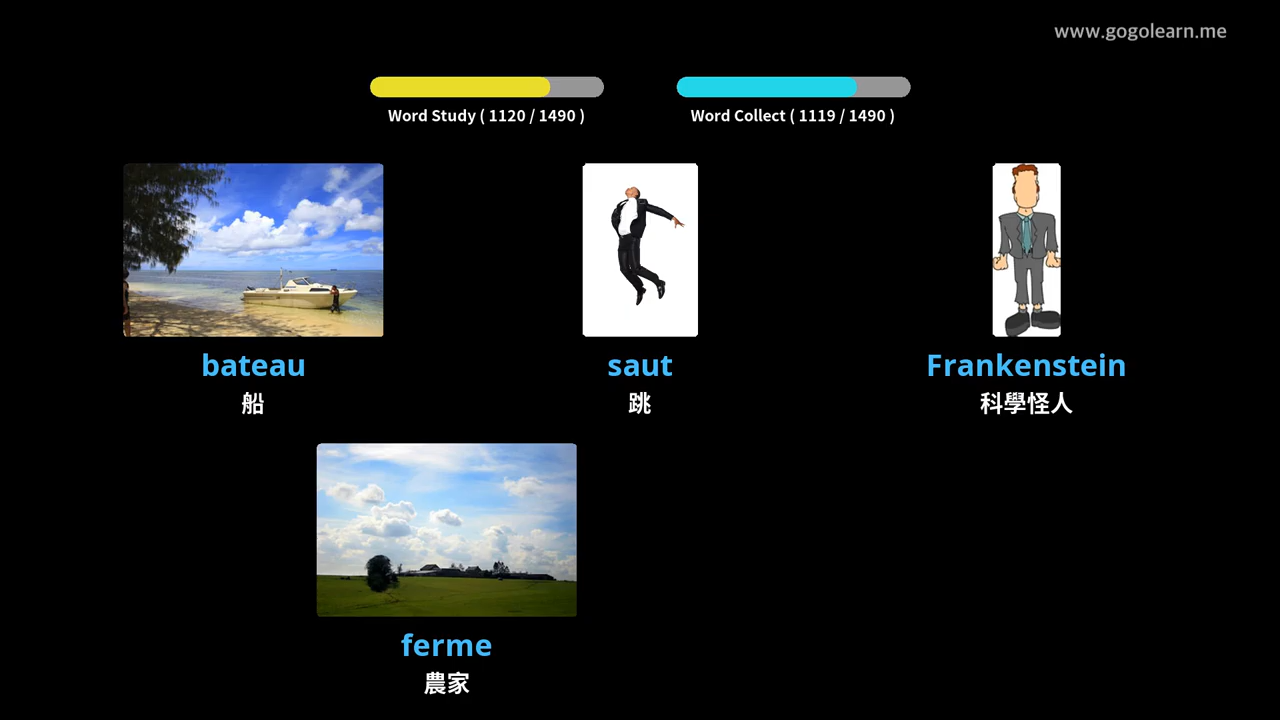 www.gogolearn.me
Word Study ( 1120 / 1490 )
Word Collect ( 1119 / 1490 )
bateau
船
saut
跳
Frankenstein
科學怪人
ferme
農家